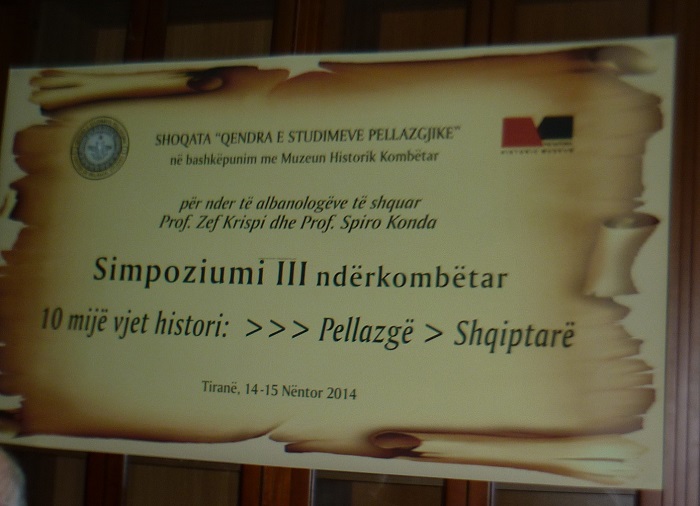 SHOQATA "QENDRA E STUDIMEVE PELLAZGJIKE"
në bashkëpunim me Muzeun Historik Kombëtar
për nder të albanologëve të shquar
Prof. Zef Krispi dhe Prof. Spiro Konda
Simpoziumi III ndërkombëtar
10 mijë vjet histori: >>> Pellazgë > Shqiptarë
Tiranë, 14-15 Nëntor 2014